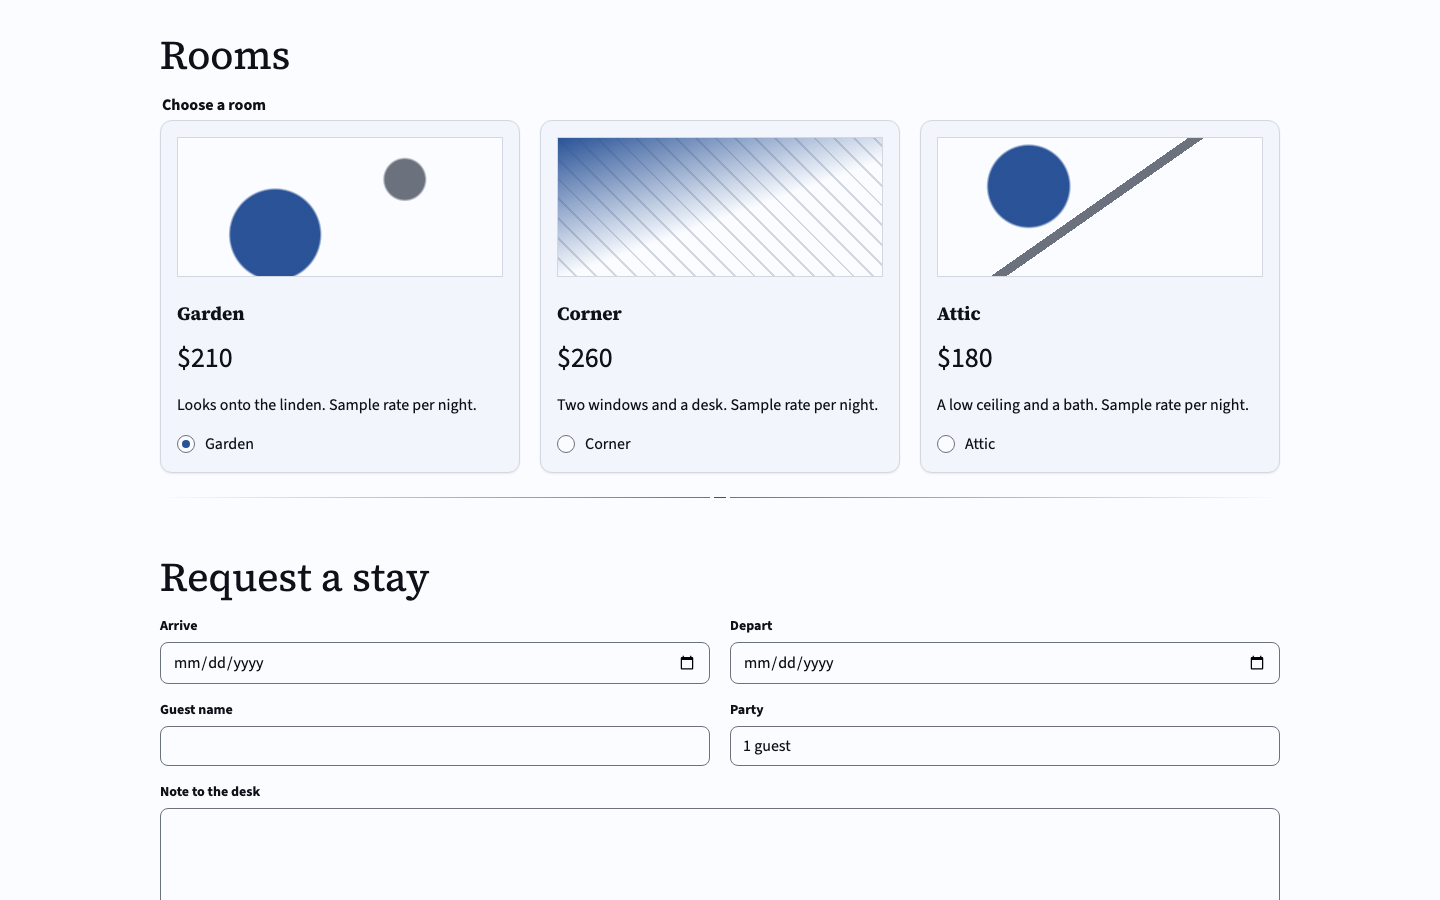 Rooms
Choose a room
Garden
$210
Looks onto the linden. Sample rate per night.
Garden
Corner
$260
Two windows and a desk. Sample rate per night.
Corner
Attic
$180
A low ceiling and a bath. Sample rate per night.
Attic
Request a stay
Arrive
mm/dd/yyyy
Depart
mm/dd/yyyy
Guest name
Party
1 guest
Note to the desk